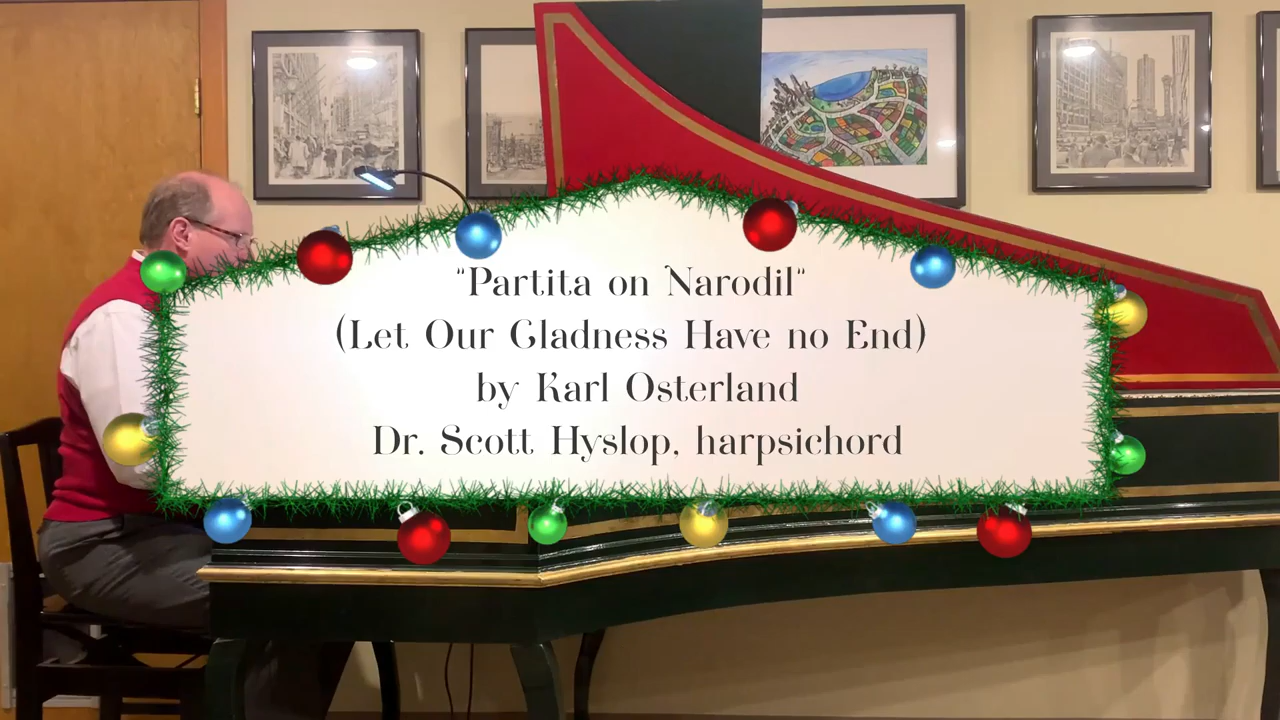 "Partita on Narodil"
(Let Our Gladness Have no End)
by Karl Osterland
Dr. Scott Hyslop, harpsichord